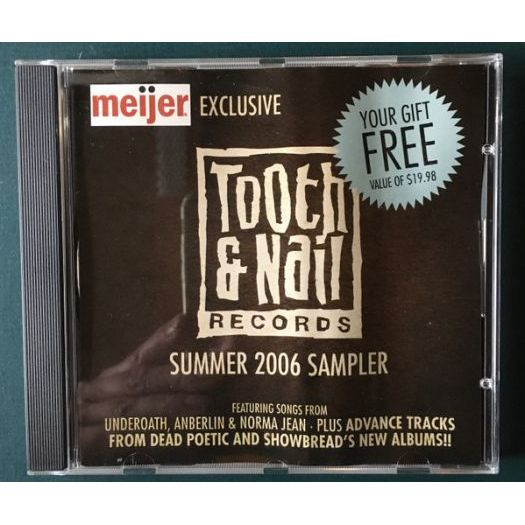 meijer EXCLUSIVE
YOUR GIFT
FREE
VALUE OF $19.98
Tooth
& Nail
RECORDS
SUMMER 2006 SAMPLER
FEATURING SONGS FROM
UNDEROATH, ANBERLIN & NORMA JEAN · PLUS ADVANCE TRACKS
FROM DEAD POETIC AND SHOWBREAD'S NEW ALBUMS!!